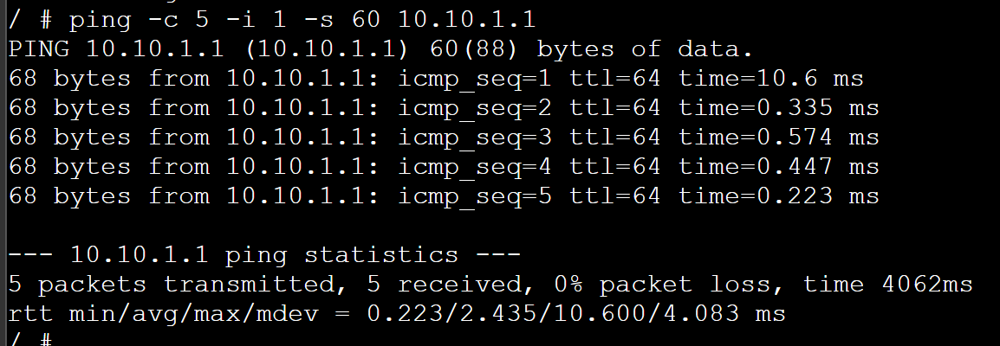 / # ping -c 5 -i 1 -s 60 10.10.1.1
PING 10.10.1.1 (10.10.1.1) 60(88) bytes of data.
68 bytes from 10.10.1.1: icmp_seq=1 ttl=64 time=10.6 ms
68 bytes from 10.10.1.1: icmp_seq=2 ttl=64 time=0.335 ms
68 bytes from 10.10.1.1: icmp_seq=3 ttl=64 time=0.574 ms
68 bytes from 10.10.1.1: icmp_seq=4 ttl=64 time=0.447 ms
68 bytes from 10.10.1.1: icmp_seq=5 ttl=64 time=0.223 ms
--- 10.10.1.1 ping statistics ---
5 packets transmitted, 5 received, 0% packet loss, time 4062ms
rtt min/avg/max/mdev = 0.223/2.435/10.600/4.083 ms
/ #